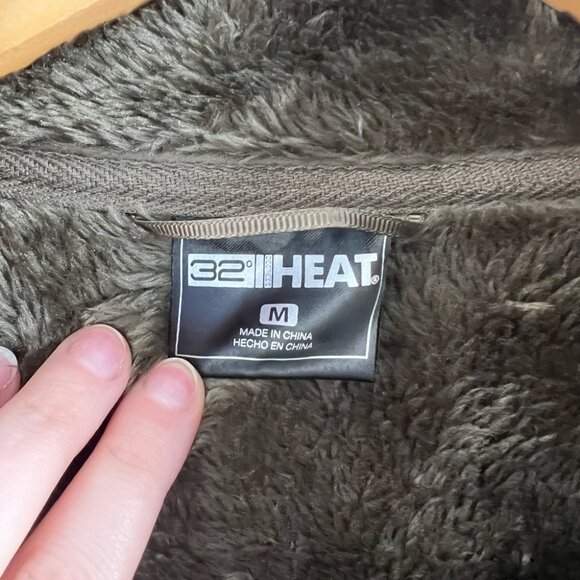 32° HEAT®
M
MADE IN CHINA
HECHO EN CHINA